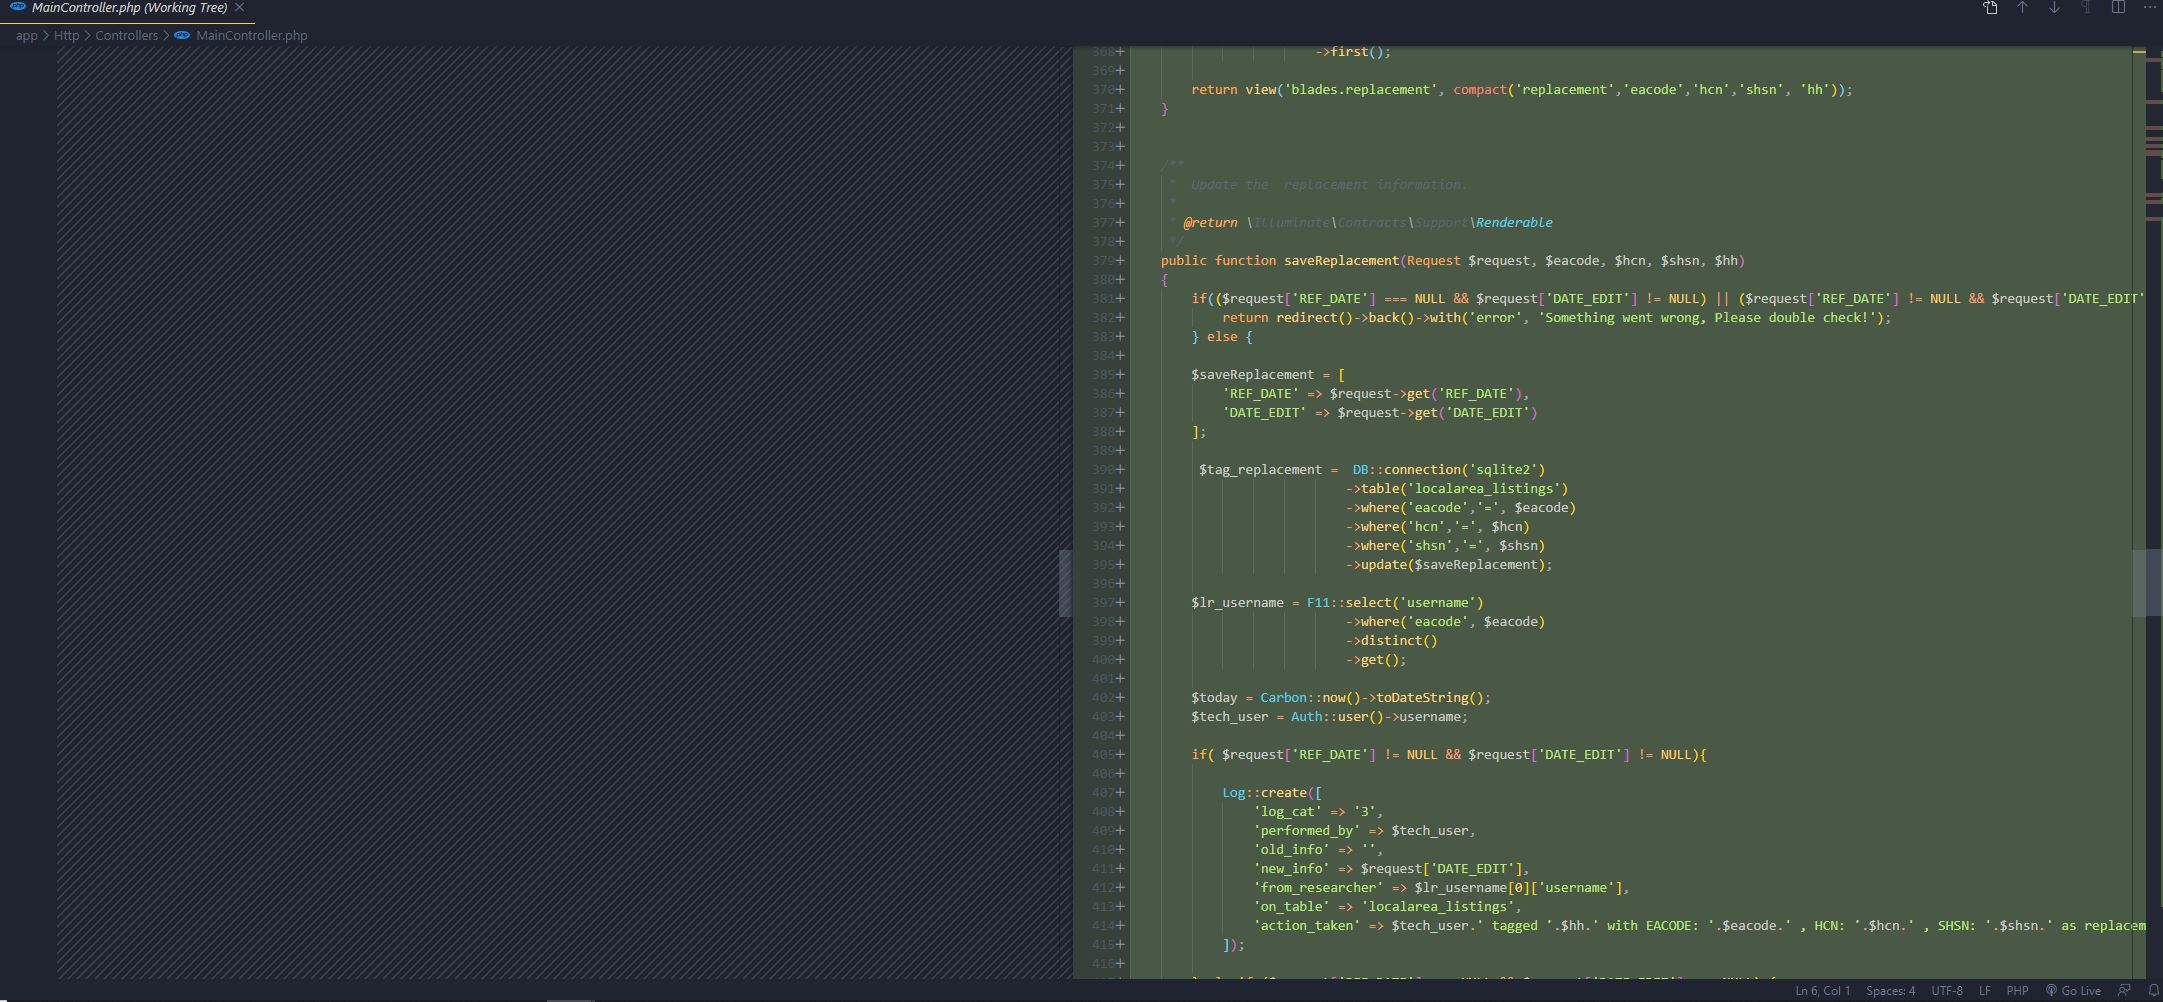 php MainController.php (Working Tree) ×
app > Http > Controllers > php MainController.php
368+ ->first();
369+
370+ return view('blades.replacement', compact('replacement','eacode','hcn','shsn', 'hh'));
371+ }
372+
373+
374+ /**
375+ * Update the  replacement information.
376+ *
377+ * @return \Illuminate\Contracts\Support\Renderable
378+ */
379+ public function saveReplacement(Request $request, $eacode, $hcn, $shsn, $hh)
380+ {
381+ if(($request['REF_DATE'] === NULL && $request['DATE_EDIT'] != NULL) || ($request['REF_DATE'] != NULL && $request['DATE_EDIT'
382+ return redirect()->back()->with('error', 'Something went wrong, Please double check!');
383+ } else {
384+
385+ $saveReplacement = [
386+ 'REF_DATE' => $request->get('REF_DATE'),
387+ 'DATE_EDIT' => $request->get('DATE_EDIT')
388+ ];
389+
390+ $tag_replacement =  DB::connection('sqlite2')
391+ ->table('localarea_listings')
392+ ->where('eacode','=', $eacode)
393+ ->where('hcn','=', $hcn)
394+ ->where('shsn','=', $shsn)
395+ ->update($saveReplacement);
396+
397+ $lr_username = F11::select('username')
398+ ->where('eacode', $eacode)
399+ ->distinct()
400+ ->get();
401+
402+ $today = Carbon::now()->toDateString();
403+ $tech_user = Auth::user()->username;
404+
405+ if( $request['REF_DATE'] != NULL && $request['DATE_EDIT'] != NULL){
406+
407+ Log::create([
408+ 'log_cat' => '3',
409+ 'performed_by' => $tech_user,
410+ 'old_info' => '',
411+ 'new_info' => $request['DATE_EDIT'],
412+ 'from_researcher' => $lr_username[0]['username'],
413+ 'on_table' => 'localarea_listings',
414+ 'action_taken' => $tech_user.' tagged '.$hh.' with EACODE: '.$eacode.' , HCN: '.$hcn.' , SHSN: '.$shsn.' as replacem
415+ ]);
416+
Ln 6, Col 1 Spaces: 4 UTF-8 LF PHP Go Live